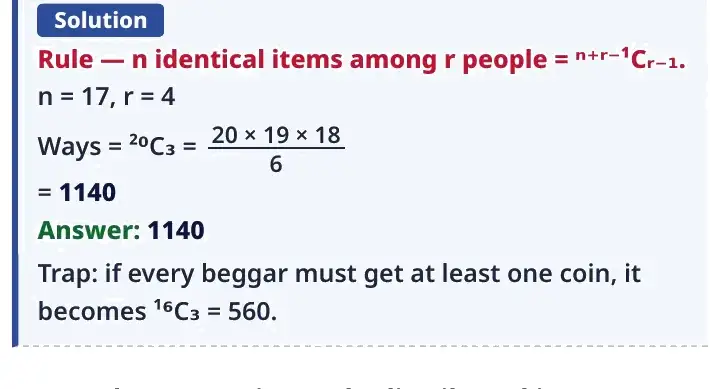 Solution
Rule — n identical items among r people = ⁿ⁺ʳ⁻¹Cᵣ₋₁.
n = 17, r = 4
Ways = ²⁰C₃ = 20 × 19 × 18
6
= 1140
Answer: 1140
Trap: if every beggar must get at least one coin, it
becomes ¹⁶C₃ = 560.